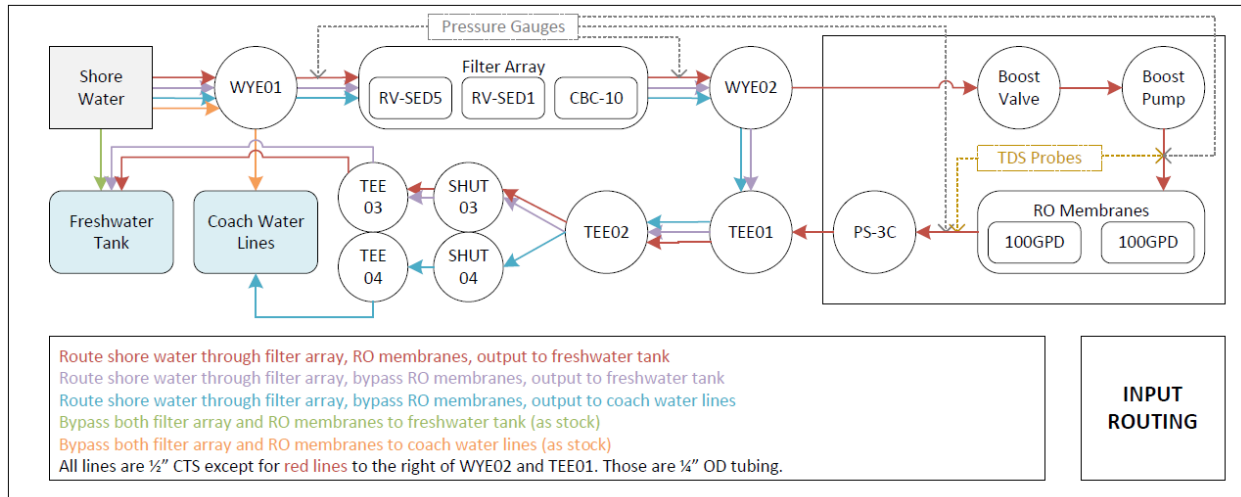 Pressure Gauges
Shore
Water
WYE01
Filter Array
RV-SED5
RV-SED1
CBC-10
WYE02
Boost
Valve
Boost
Pump
TDS Probes
Freshwater
Tank
Coach Water
Lines
TEE
03
SHUT
03
TEE
04
SHUT
04
TEE02
TEE01
PS-3C
RO Membranes
100GPD
100GPD
Route shore water through filter array, RO membranes, output to freshwater tank
Route shore water through filter array, bypass RO membranes, output to freshwater tank
Route shore water through filter array, bypass RO membranes, output to coach water lines
Bypass both filter array and RO membranes to freshwater tank (as stock)
Bypass both filter array and RO membranes to coach water lines (as stock)
All lines are ½” CTS except for red lines to the right of WYE02 and TEE01. Those are ¼” OD tubing.
INPUT
ROUTING